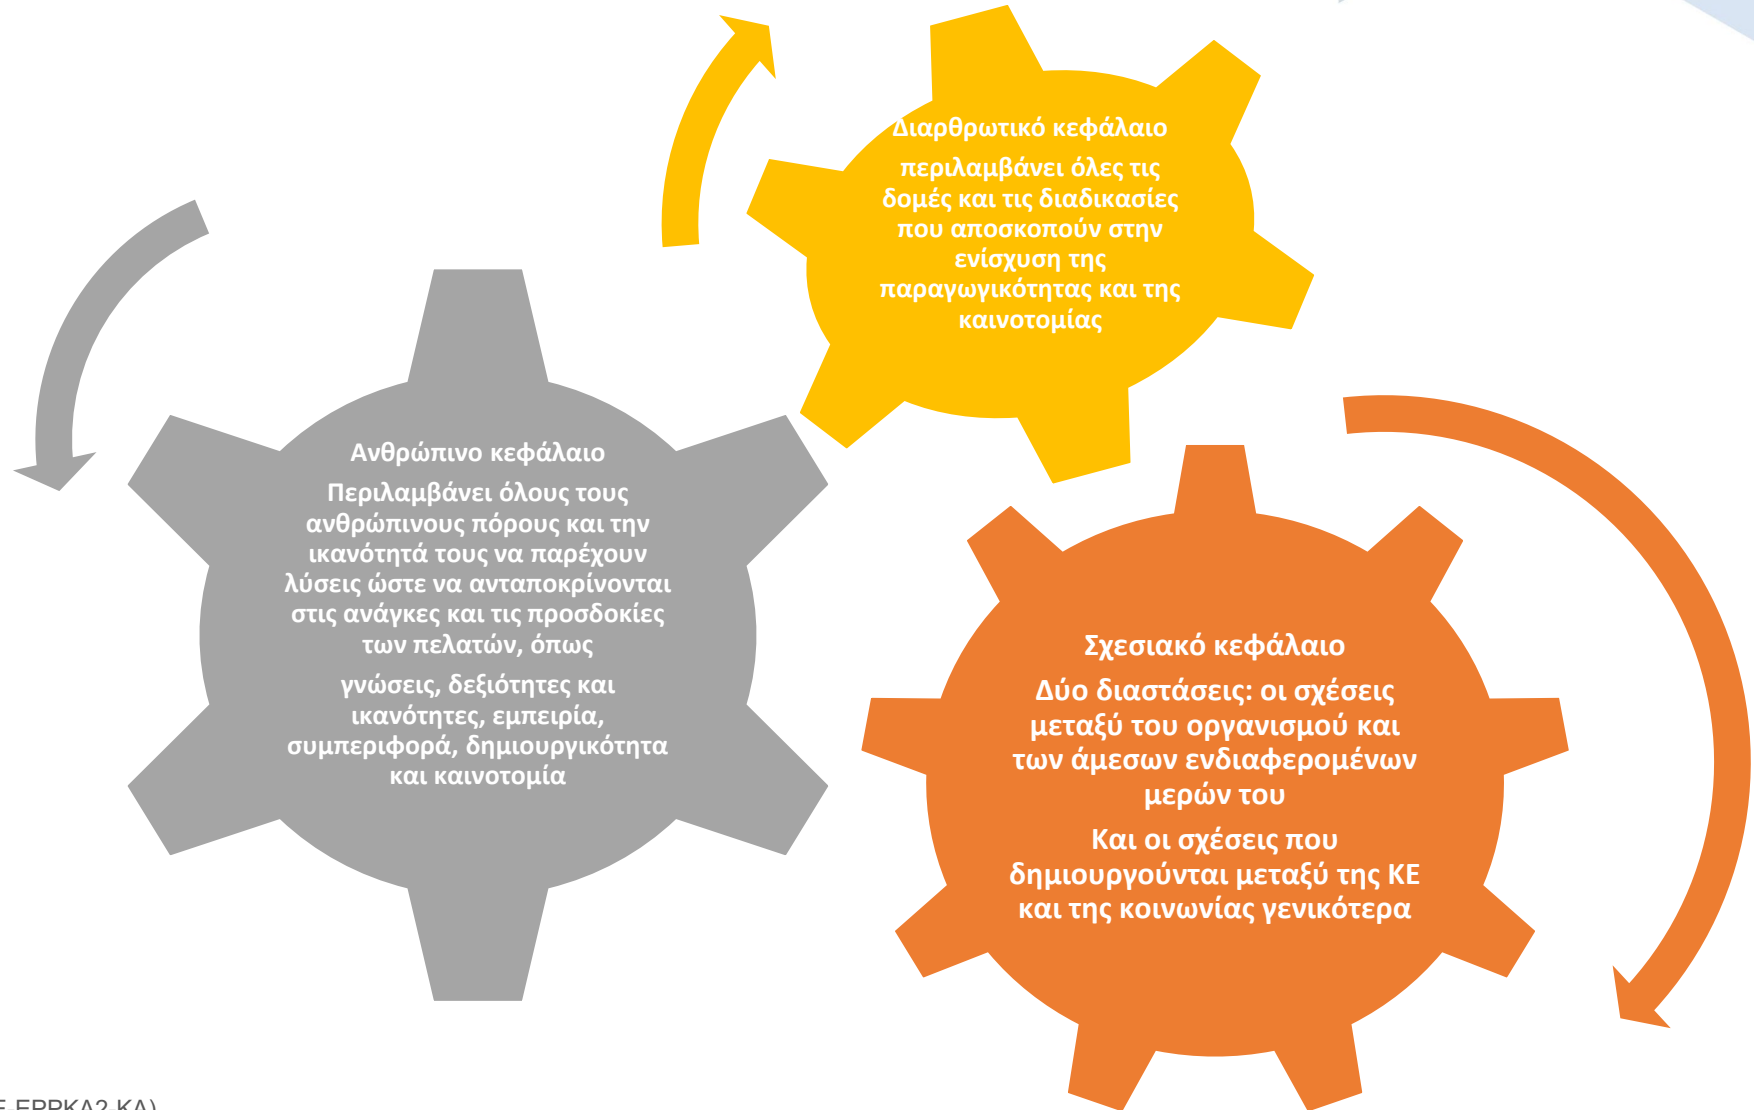 Διαρθρωτικό κεφάλαιο
περιλαμβάνει όλες τις
δομές και τις διαδικασίες
που αποσκοπούν στην
ενίσχυση της
παραγωγικότητας και της
καινοτομίας
Ανθρώπινο κεφάλαιο
Περιλαμβάνει όλους τους
ανθρώπινους πόρους και την
ικανότητά τους να παρέχουν
λύσεις ώστε να ανταποκρίνονται
στις ανάγκες και τις προσδοκίες
των πελατών, όπως
γνώσεις, δεξιότητες και
ικανότητες, εμπειρία,
συμπεριφορά, δημιουργικότητα
και καινοτομία
Σχεσιακό κεφάλαιο
Δύο διαστάσεις: οι σχέσεις
μεταξύ του οργανισμού και
των άμεσων ενδιαφερομένων
μερών του
Και οι σχέσεις που
δημιουργούνται μεταξύ της ΚΕ
και της κοινωνίας γενικότερα